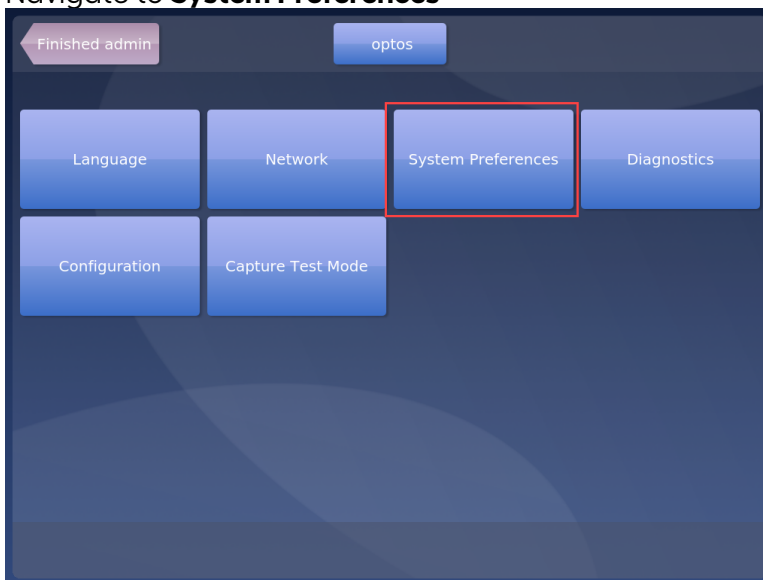 Navigate to System Preferences
Finished admin
optos
Language
Network
System Preferences
Diagnostics
Configuration
Capture Test Mode